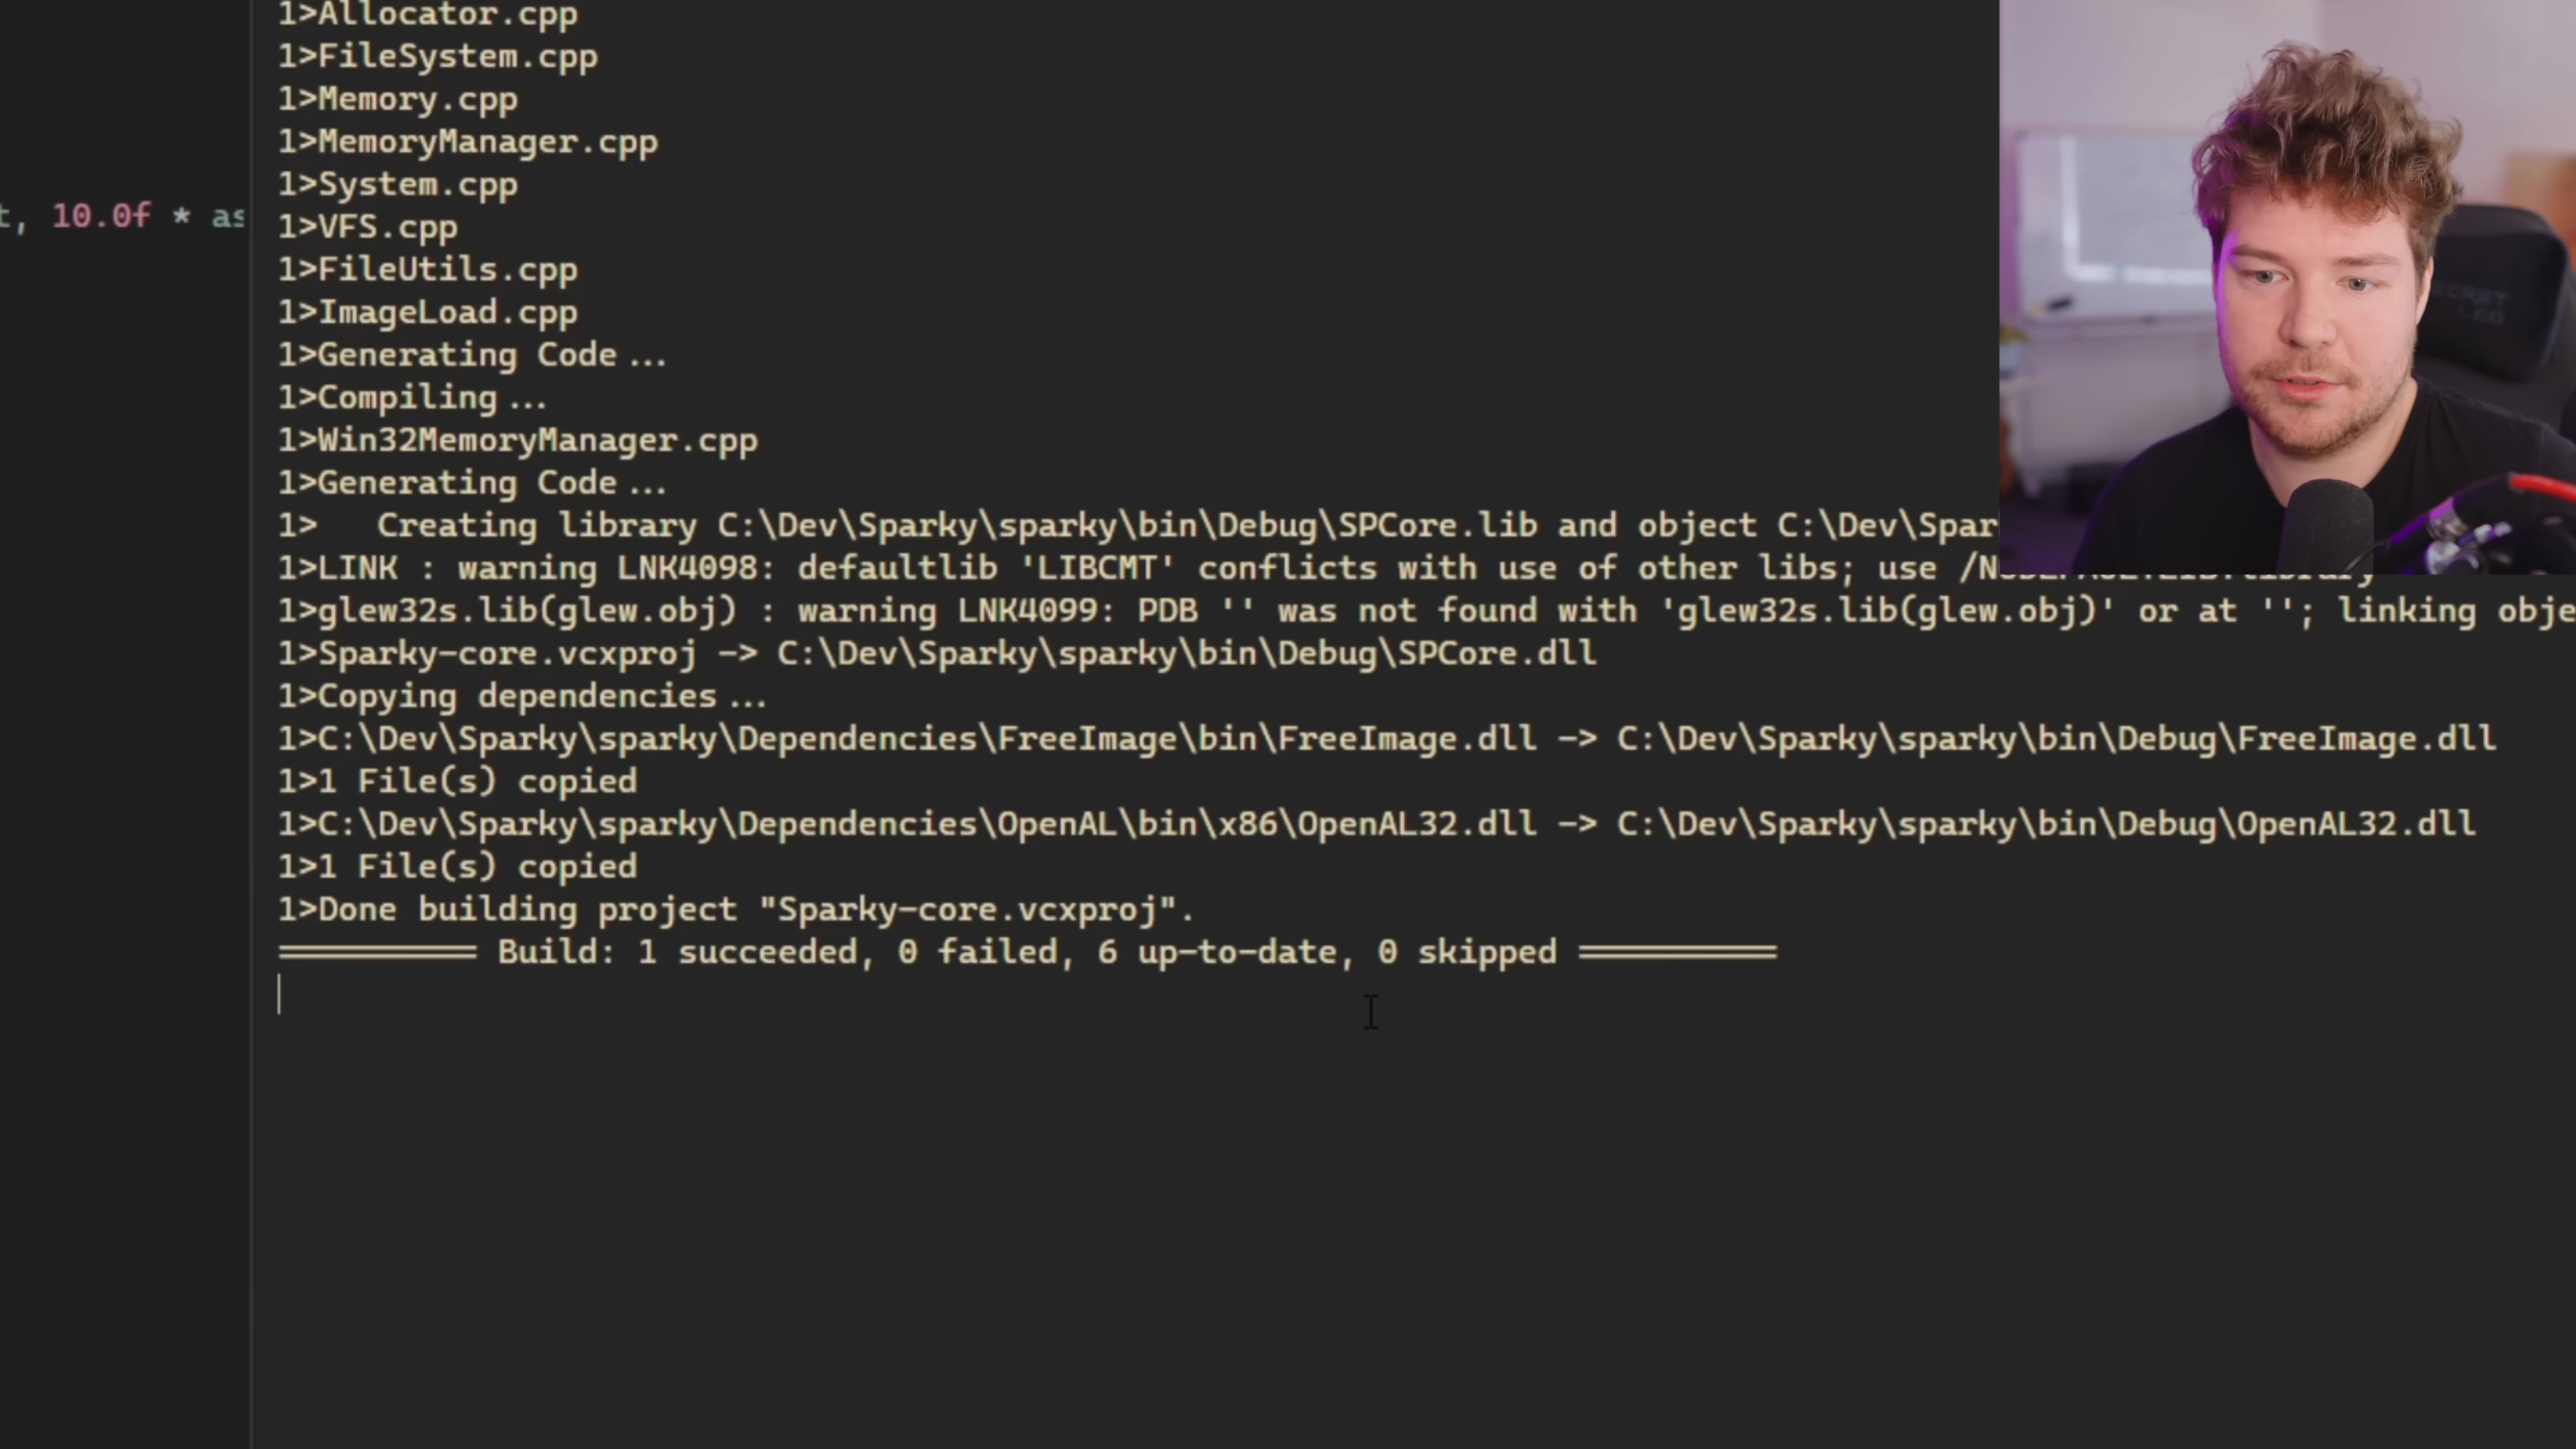 1>Allocator.cpp
1>FileSystem.cpp
1>Memory.cpp
1>MemoryManager.cpp
1>System.cpp
t, 10.0f * as
1>VFS.cpp
1>FileUtils.cpp
1>ImageLoad.cpp
1>Generating Code...
1>Compiling...
1>Win32MemoryManager.cpp
1>Generating Code...
1>   Creating library C:\Dev\Sparky\sparky\bin\Debug\SPCore.lib and object C:\Dev\Spar
1>LINK : warning LNK4098: defaultlib 'LIBCMT' conflicts with use of other libs; use
1>glew32s.lib(glew.obj) : warning LNK4099: PDB '' was not found with 'glew32s.lib(glew.obj)' or at ''; linking obje
1>Sparky-core.vcxproj -> C:\Dev\Sparky\sparky\bin\Debug\SPCore.dll
1>Copying dependencies...
1>C:\Dev\Sparky\sparky\Dependencies\FreeImage\bin\FreeImage.dll -> C:\Dev\Sparky\sparky\bin\Debug\FreeImage.dll
1>1 File(s) copied
1>C:\Dev\Sparky\sparky\Dependencies\OpenAL\bin\x86\OpenAL32.dll -> C:\Dev\Sparky\sparky\bin\Debug\OpenAL32.dll
1>1 File(s) copied
1>Done building project "Sparky-core.vcxproj".
========== Build: 1 succeeded, 0 failed, 6 up-to-date, 0 skipped ==========